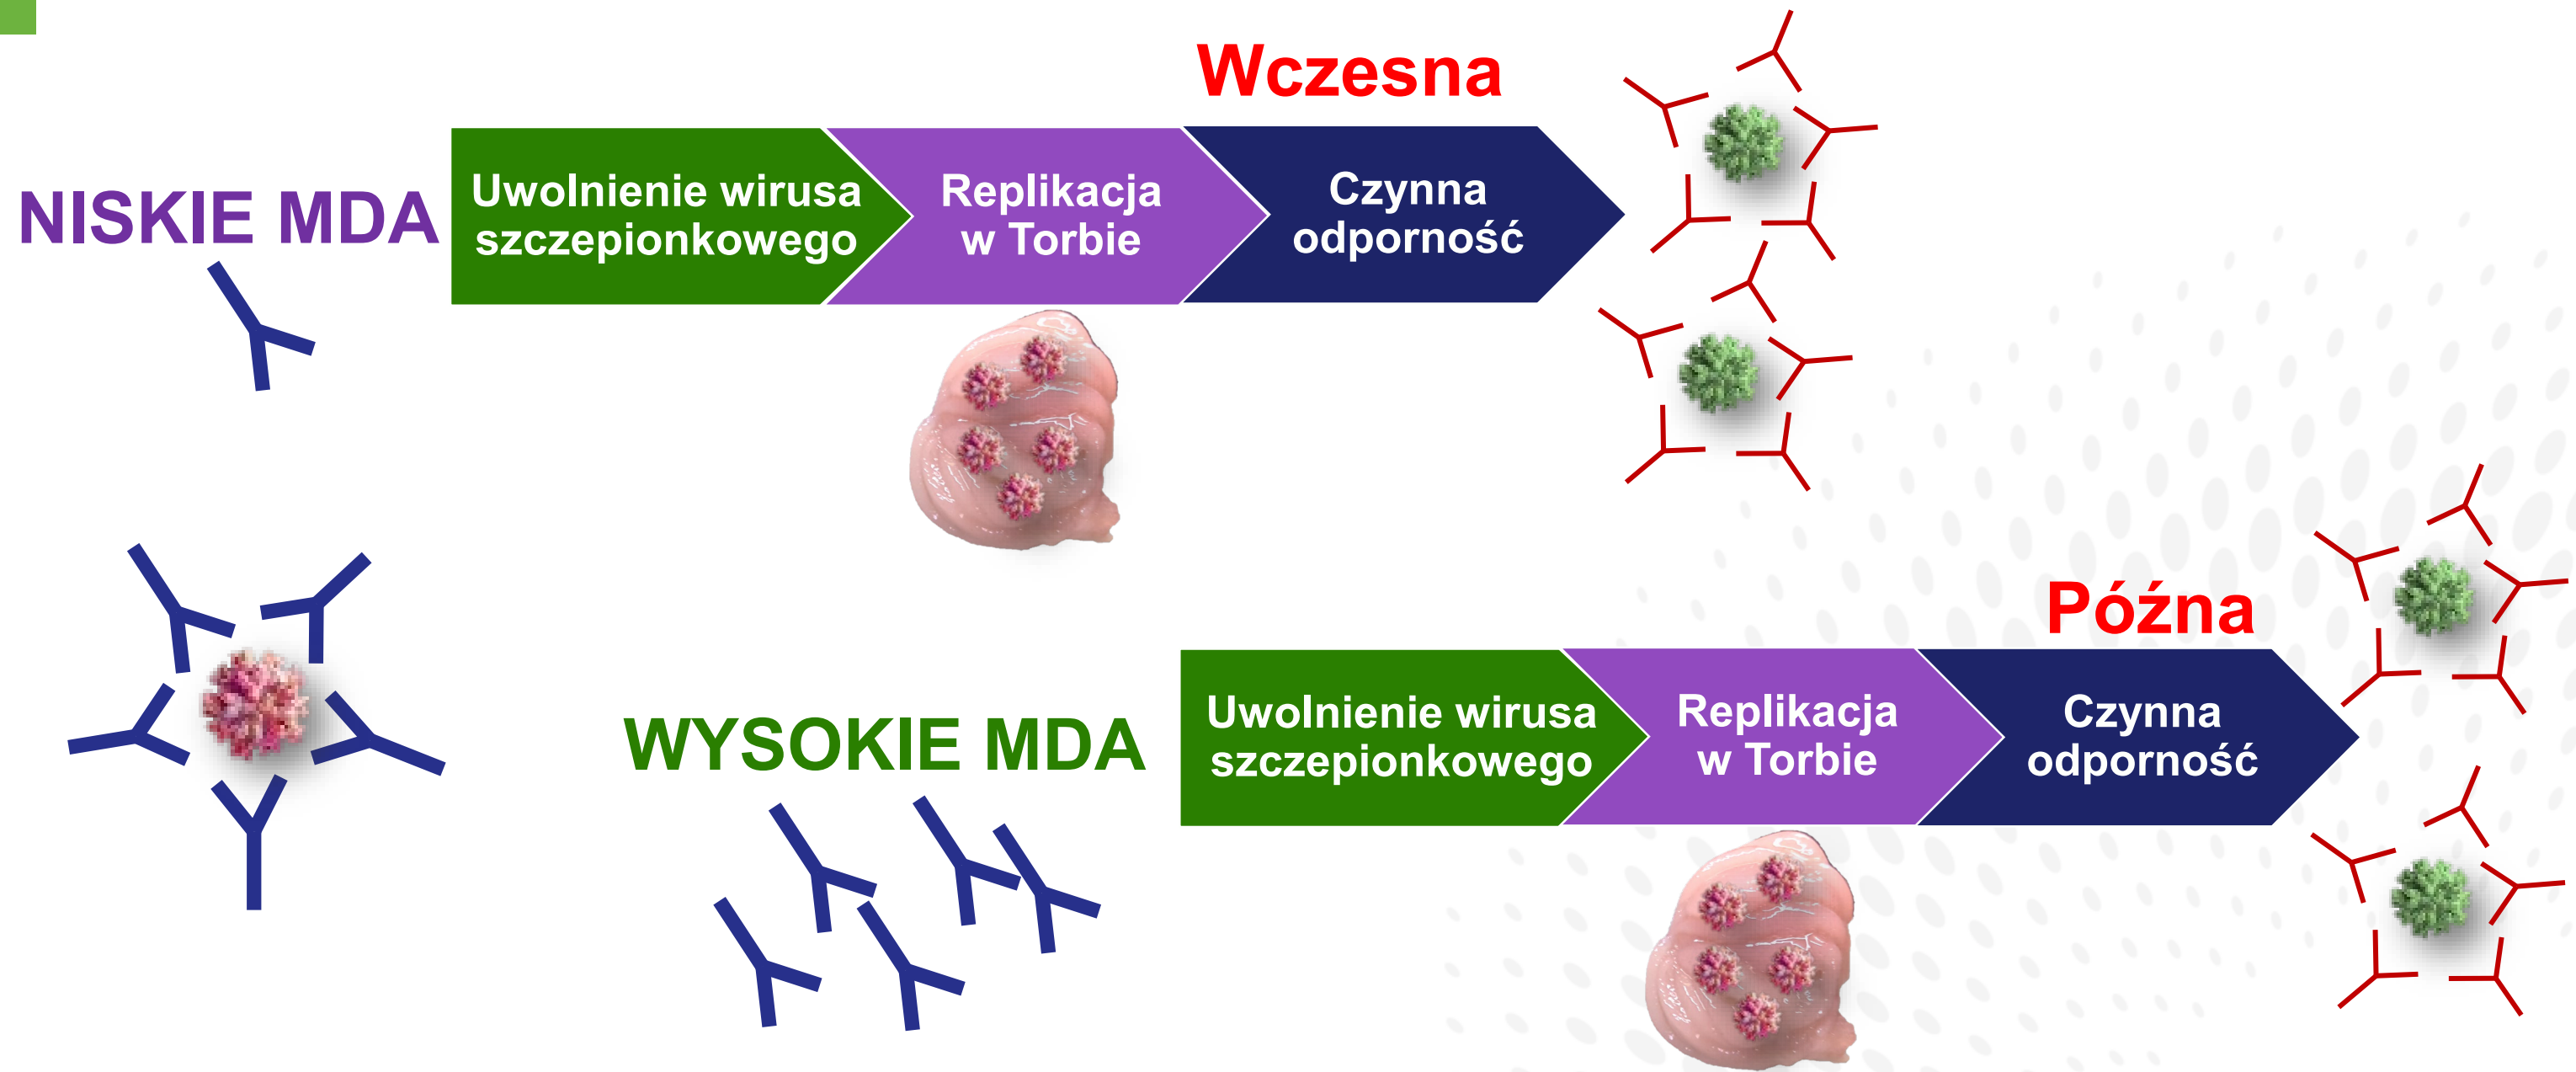 Wczesna
NISKIE MDA
Uwolnienie wirusa
szczepionkowego
Replikacja
w Torbie
Czynna
odporność
Późna
WYSOKIE MDA
Uwolnienie wirusa
szczepionkowego
Replikacja
w Torbie
Czynna
odporność